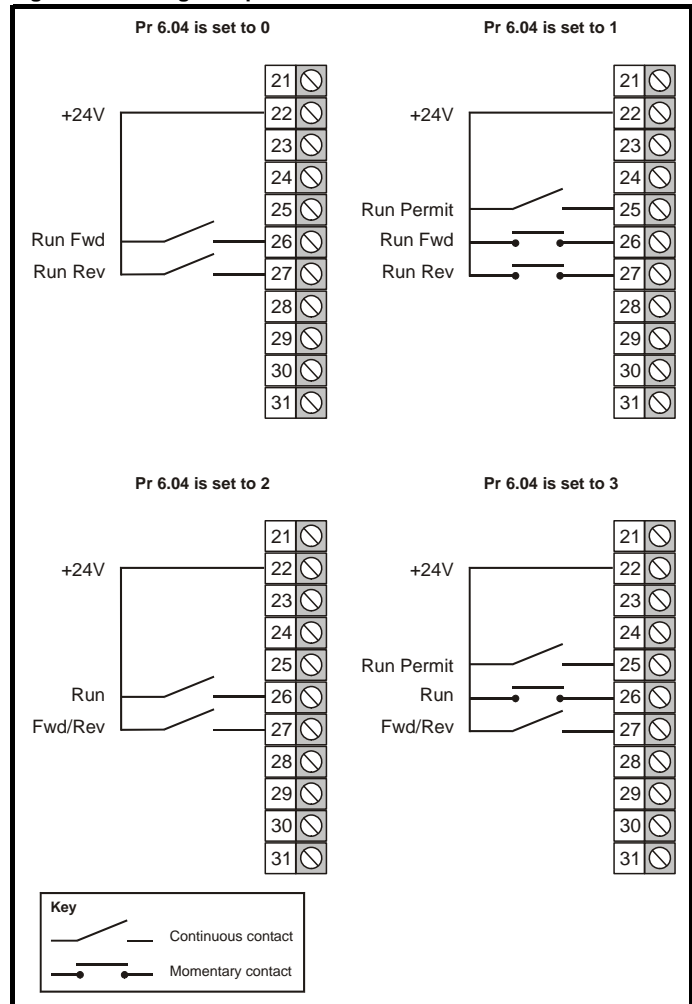 Pr 6.04 is set to 0
21
+24V 22
23
24
25
Run Fwd 26
Run Rev 27
28
29
30
31
Pr 6.04 is set to 1
21
+24V 22
23
24
Run Permit 25
Run Fwd 26
Run Rev 27
28
29
30
31
Pr 6.04 is set to 2
21
+24V 22
23
24
25
Run 26
Fwd/Rev 27
28
29
30
31
Pr 6.04 is set to 3
21
+24V 22
23
24
Run Permit 25
Run 26
Fwd/Rev 27
28
29
30
31
Key
Continuous contact
Momentary contact